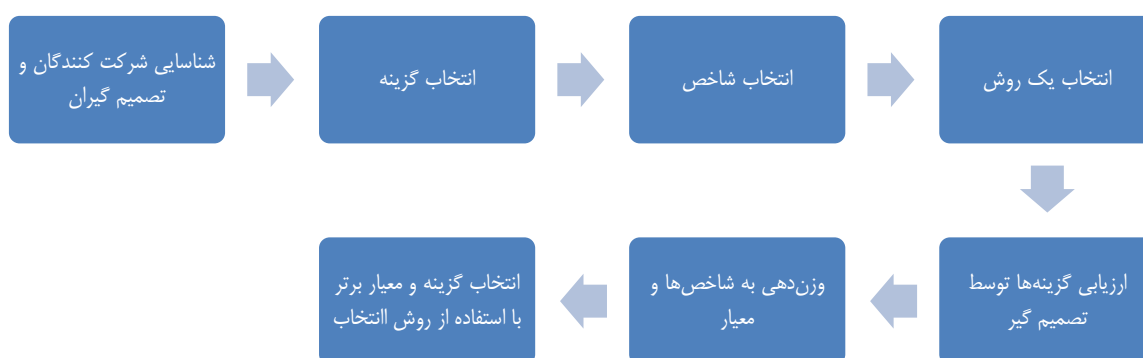 شناسایی شرکت کنندگان و
تصمیم گیران
انتخاب گزینه
انتخاب شاخص
انتخاب یک روش
ارزیابی گزینه‌ها توسط
تصمیم گیر
وزن‌دهی به شاخص‌ها و
معیار
انتخاب گزینه و معیار برتر
با استفاده از روش اانتخاب